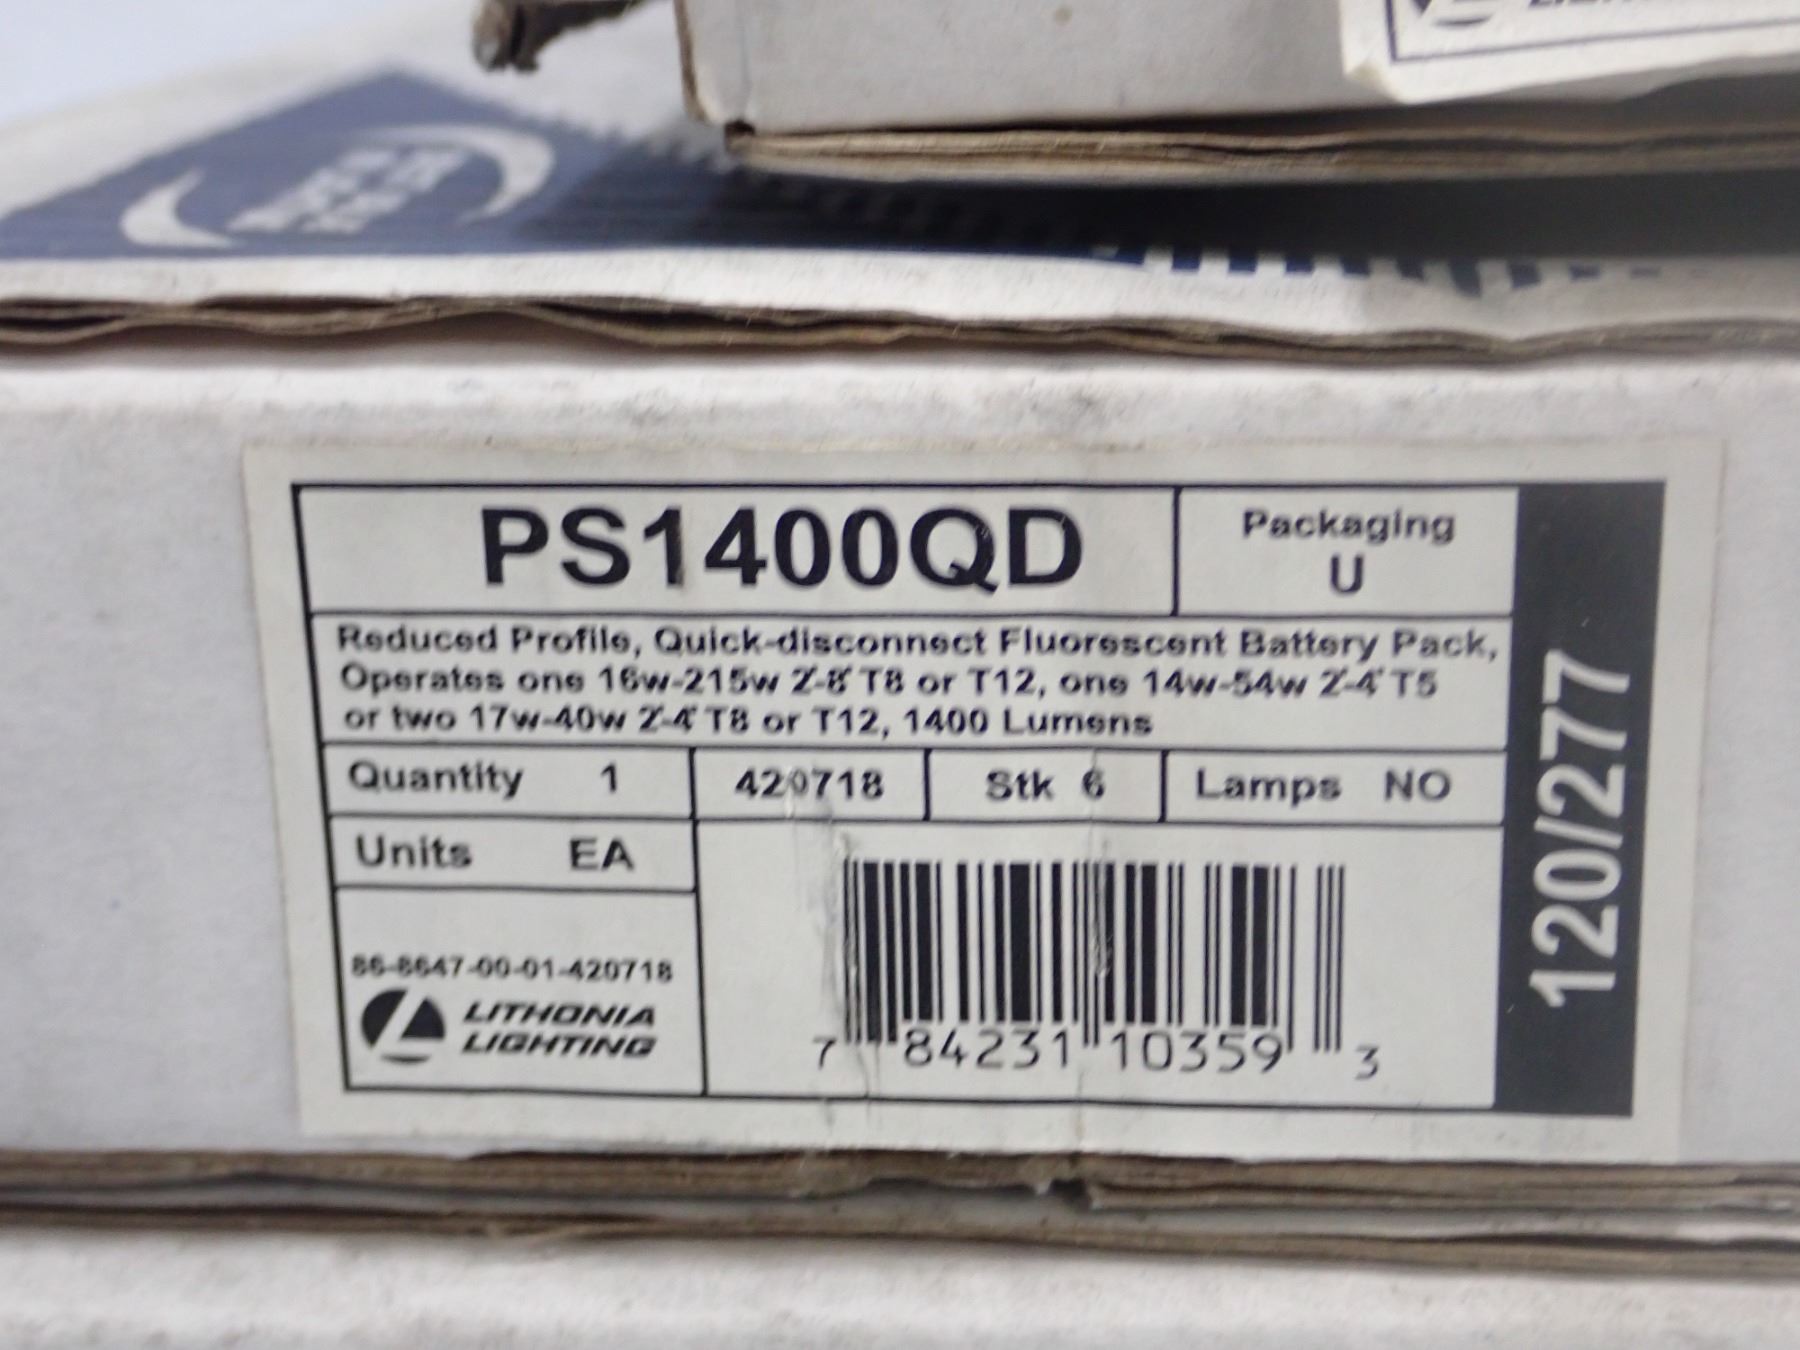 PS1400QD
Packaging
U
Reduced Profile, Quick-disconnect Fluorescent Battery Pack,
Operates one 16w-215w 2'-8' T8 or T12, one 14w-54w 2'-4' T5
or two 17w-40w 2'-4' T8 or T12, 1400 Lumens
Quantity 1
420718
Stk 6
Lamps NO
Units EA
86-8647-00-01-420718
LITHONIA
LIGHTING
7 84231 10359 3
120/277